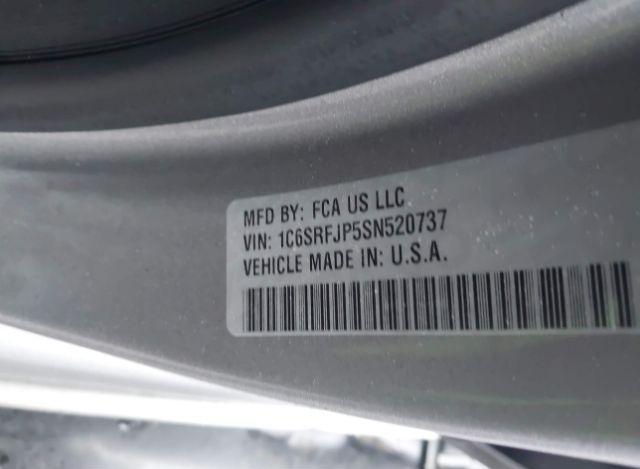 MFD BY: FCA US LLC
VIN: 1C6SRFJP5SN520737
VEHICLE MADE IN: U.S.A.